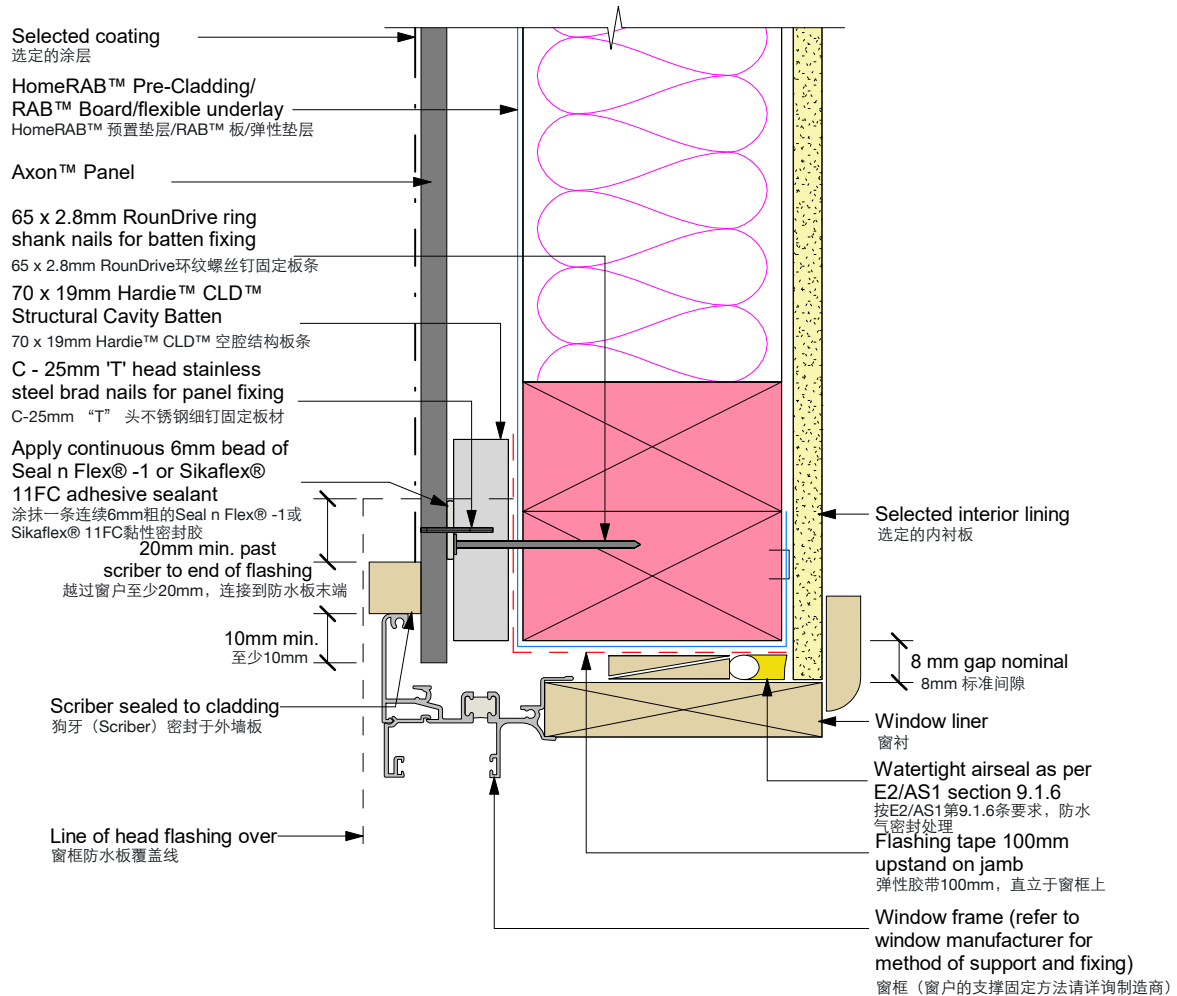 Selected coating
选定的涂层
HomeRAB™ Pre-Cladding/
RAB™ Board/flexible underlay
HomeRAB™ 预置垫层/RAB™ 板/弹性垫层
Axon™ Panel
65 x 2.8mm RounDrive ring
shank nails for batten fixing
65 x 2.8mm RounDrive环纹螺丝钉固定板条
70 x 19mm Hardie™ CLD™
Structural Cavity Batten
70 x 19mm Hardie™ CLD™ 空腔结构板条
C - 25mm 'T' head stainless
steel brad nails for panel fixing
C-25mm “T” 头不锈钢细钉固定板材
Apply continuous 6mm bead of
Seal n Flex® -1 or Sikaflex®
11FC adhesive sealant
涂抹一条连续6mm粗的Seal n Flex® -1或
Sikaflex® 11FC黏性密封胶
20mm min. past
scriber to end of flashing
越过窗户至少20mm，连接到防水板末端
10mm min.
至少10mm
Scriber sealed to cladding
狗牙（Scriber）密封于外墙板
Line of head flashing over
窗框防水板覆盖线
Selected interior lining
选定的内衬板
8 mm gap nominal
8mm 标准间隙
Window liner
窗衬
Watertight airseal as per
E2/AS1 section 9.1.6
按E2/AS1第9.1.6条要求，防水
气密封处理
Flashing tape 100mm
upstand on jamb
弹性胶带100mm，直立于窗框上
Window frame (refer to
window manufacturer for
method of support and fixing)
窗框（窗户的支撑固定方法请详询制造商）